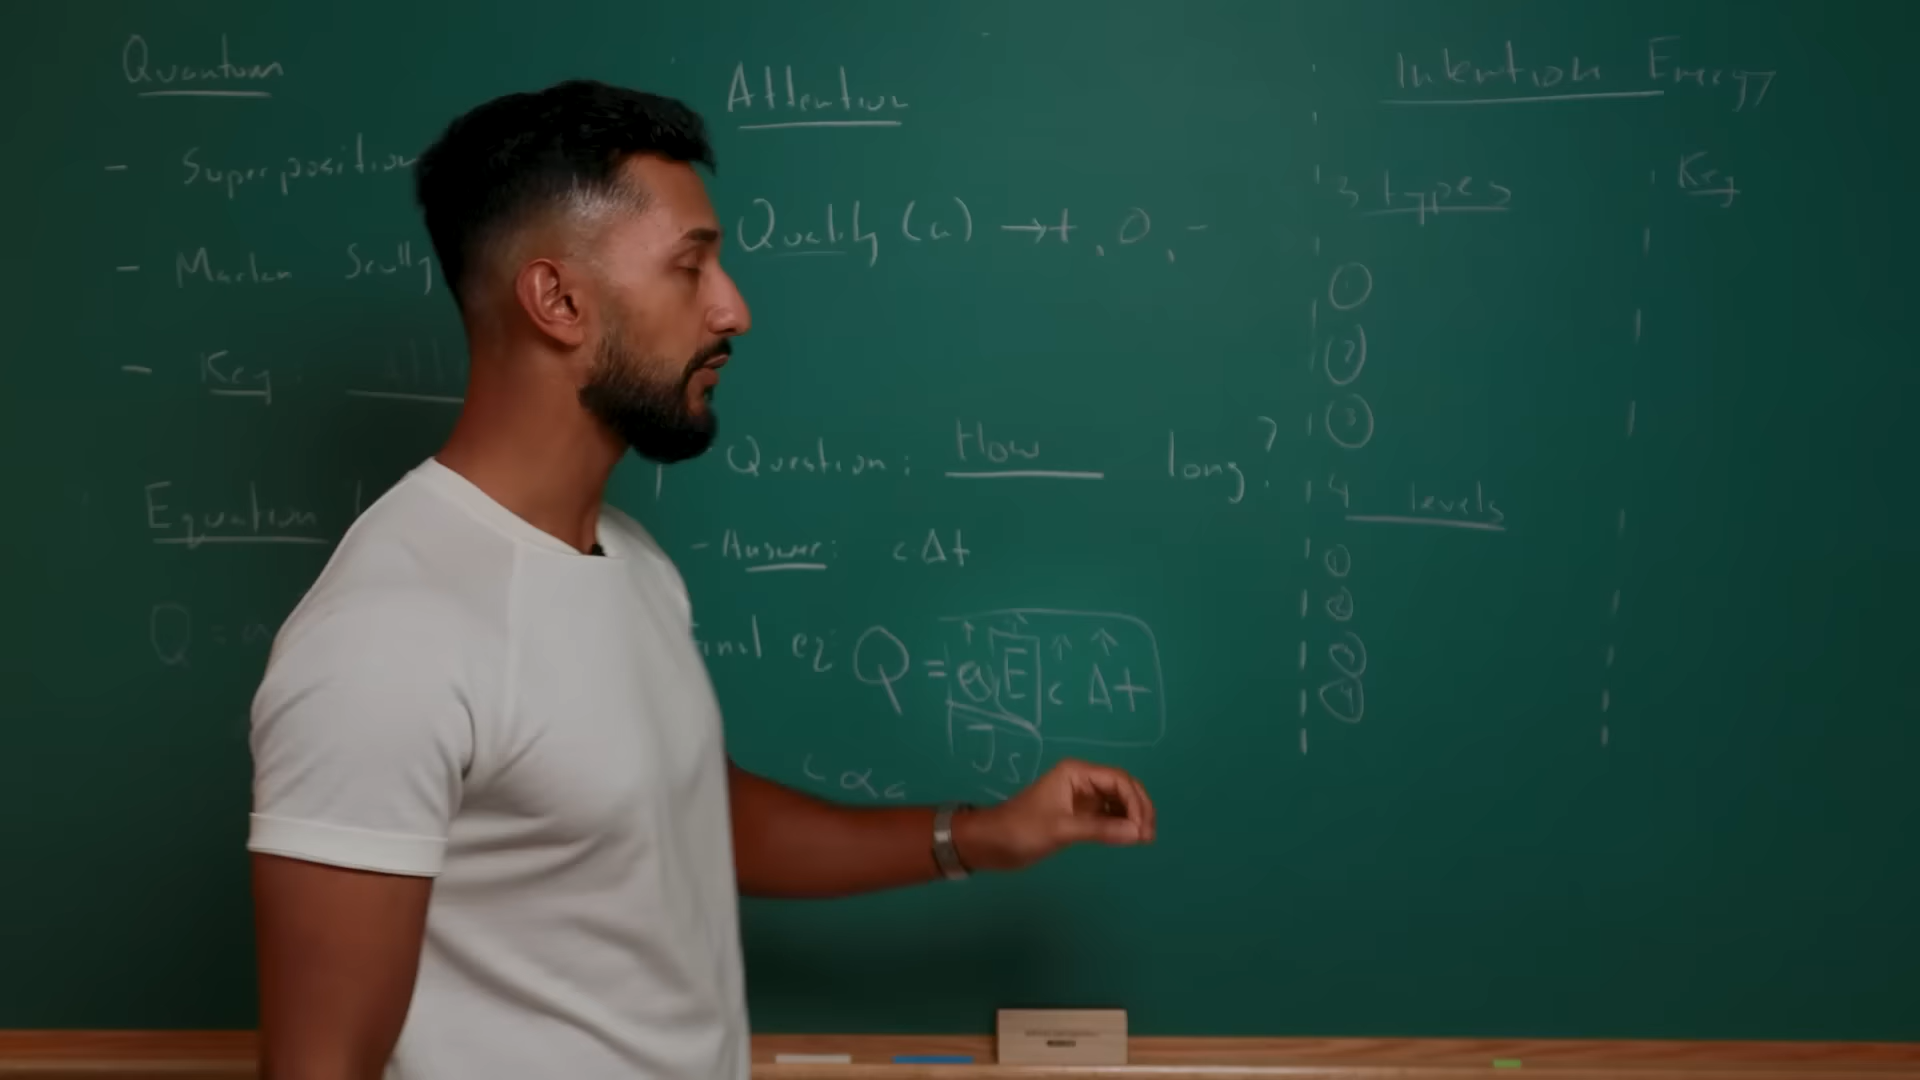 Quantum
- Superposition
- Marlan Scully
- Key:
Equation
Q =
Attention
Quality (a) → +, 0, -
Question: How long?
- Answer: c Δt
eq Q = a E c Δt
Js
Intention Energy
3 types
Key
①
②
③
4 levels
①
②
③
④